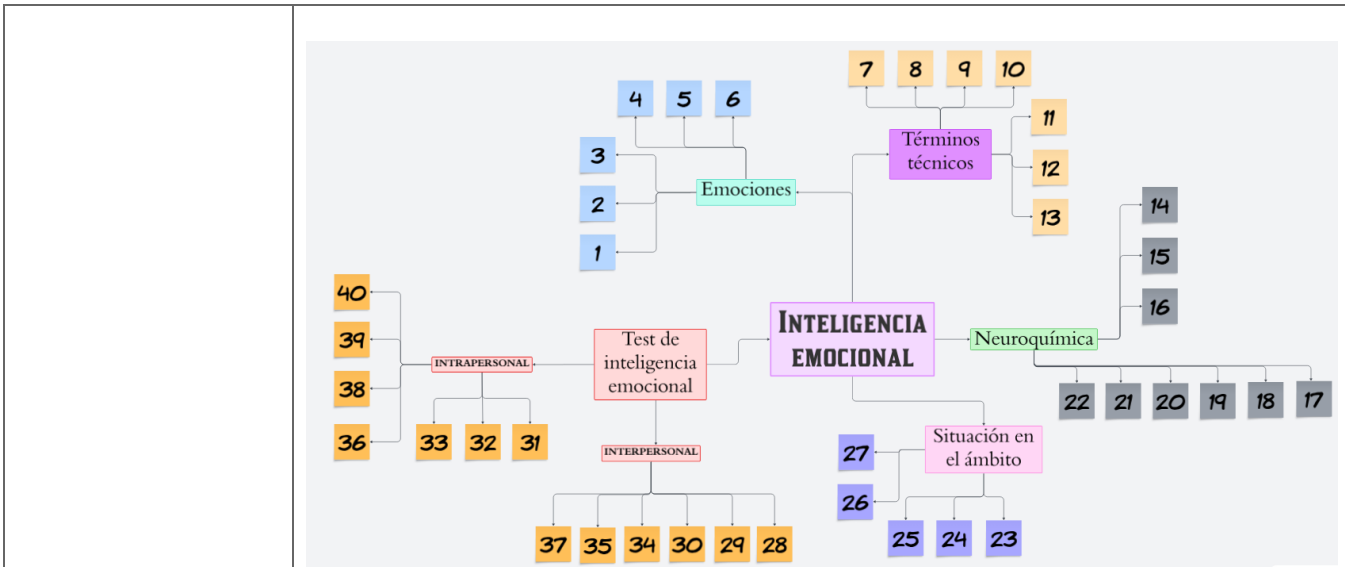 7 8 9 10
4 5 6
11
Términos
técnicos
3
12
Emociones
2
14
13
1
15
40
16
INTELIGENCIA
EMOCIONAL
39
Test de
inteligencia
emocional
Neuroquímica
INTRAPERSONAL
38
22 21 20 19 18 17
36
33 32 31
Situación en
el ámbito
27
INTERPERSONAL
26
25 24 23
37 35 34 30 29 28